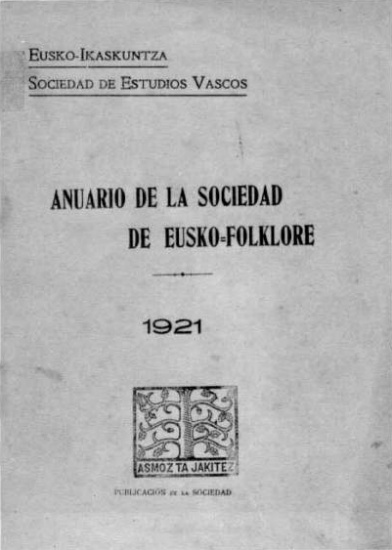 EUSKO-IKASKUNTZA
SOCIEDAD DE ESTUDIOS VASCOS
ANUARIO DE LA SOCIEDAD
DE EUSKO=FOLKLORE
1921
ASMOZ TA JAKITEZ
PUBLICACIÓN DE LA SOCIEDAD